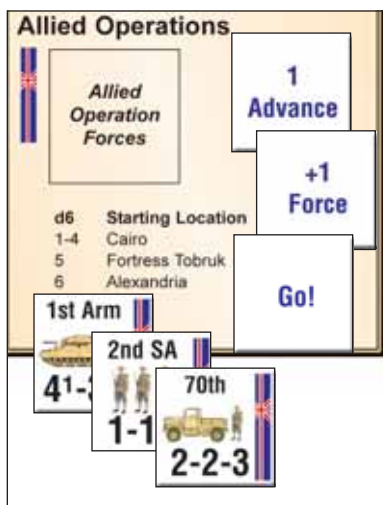 Allied Operations
Allied
Operation
Forces
1
Advance
+1
Force
d6 Starting Location
1-4 Cairo
5 Fortress Tobruk
6 Alexandria
Go!
1st Arm
2nd SA
1-1
70th
2-2-3